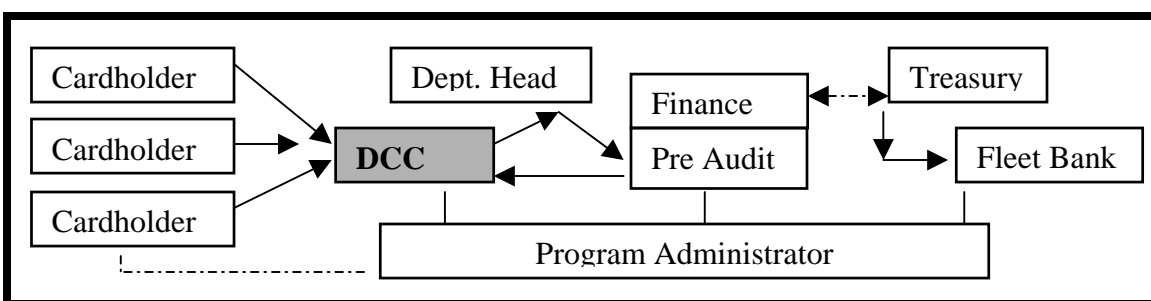 Cardholder
Cardholder
Cardholder
DCC
Dept. Head
Finance
Pre Audit
Treasury
Fleet Bank
Program Administrator